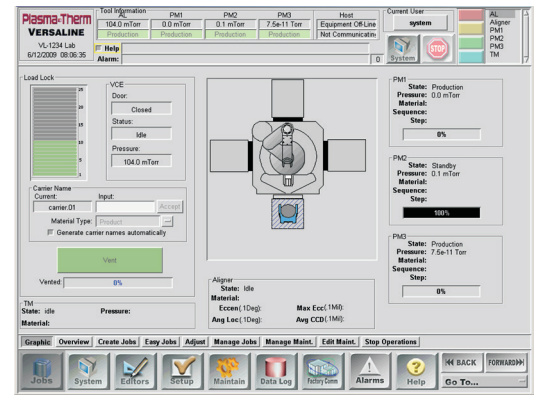 Plasma-Therm
VERSALINE
VL-1234 Lab
6/12/2009 08:06:35
Tool Information
AL PM1 PM2 PM3 Host
104.0 mTorr 0.0 mTorr 0.1 mTorr 7.5e-11 Torr Equipment Off-Line
Production Production Production Production Not Communicatin
Help
Alarm: 0
Current User
system
System STOP
AL
Aligner
PM1
PM2
PM3
TM
Load Lock
25
20
15
10
5
1
VCE
Door:
Closed
Status:
Idle
Pressure:
104.0 mTorr
Carrier Name
Current: Input:
carrier.01 Accept
Material Type: Product
Generate carrier names automatically
Vent
Vented: 0%
TM
State: idle Pressure:
Material:
Aligner
State: Idle
Material:
Eccen(.1Deg): Max Ecc(.1Mil):
Ang Loc(.1Deg): Avg CCD(.1Mil):
PM1
State: Production
Pressure: 0.0 mTorr
Material:
Sequence:
Step:
0%
PM2
State: Standby
Pressure: 0.1 mTorr
Material:
Sequence:
Step:
100%
PM3
State: Production
Pressure: 7.5e-11 Torr
Material:
Sequence:
Step:
0%
Graphic Overview Create Jobs Easy Jobs Adjust Manage Jobs Manage Maint. Edit Maint. Stop Operations
Jobs System Editors Setup Maintain Data Log Factory Comm Alarms Help
BACK FORWARD
Go To...